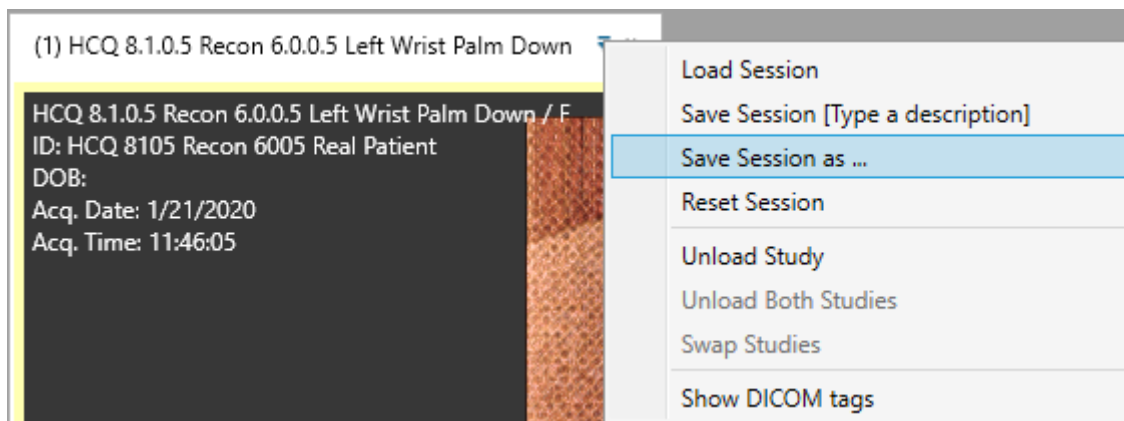 (1) HCQ 8.1.0.5 Recon 6.0.0.5 Left Wrist Palm Down
HCQ 8.1.0.5 Recon 6.0.0.5 Left Wrist Palm Down / F
ID: HCQ 8105 Recon 6005 Real Patient
DOB:
Acq. Date: 1/21/2020
Acq. Time: 11:46:05
Load Session
Save Session [Type a description]
Save Session as ...
Reset Session
Unload Study
Unload Both Studies
Swap Studies
Show DICOM tags